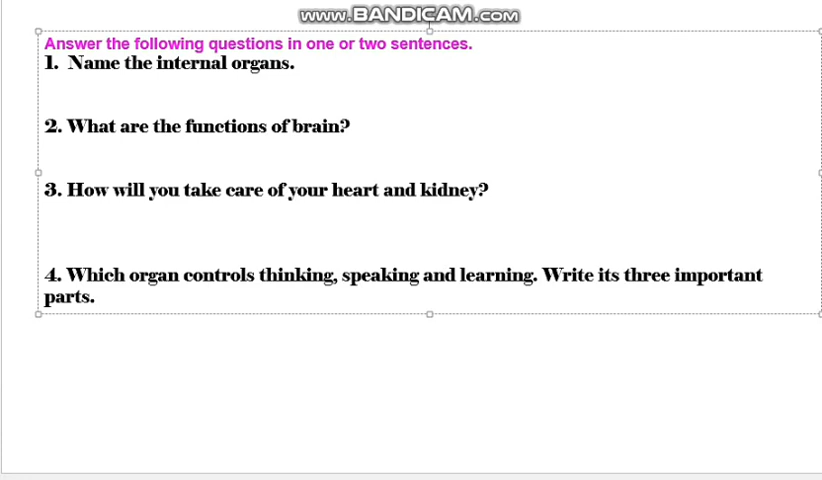 www.BANDICAM.com
Answer the following questions in one or two sentences.
1. Name the internal organs.
2. What are the functions of brain?
3. How will you take care of your heart and kidney?
4. Which organ controls thinking, speaking and learning. Write its three important
parts.